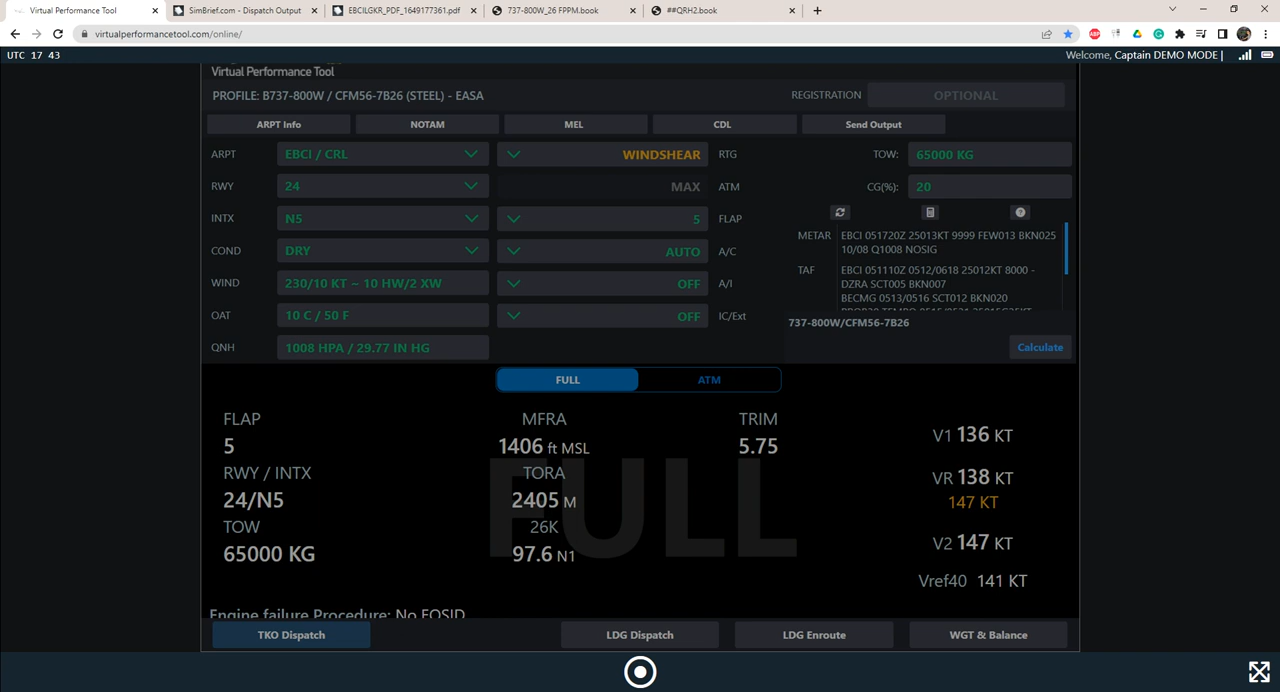 Virtual Performance Tool
SimBrief.com - Dispatch Output
EBCILGKR_PDF_1649177361.pdf
737-800W_26 FPPM.book
##QRH2.book
virtualperformancetool.com/online/
UTC 17 43
Welcome, Captain DEMO MODE |
Virtual Performance Tool
PROFILE: B737-800W / CFM56-7B26 (STEEL) - EASA
REGISTRATION
OPTIONAL
ARPT Info
NOTAM
MEL
CDL
Send Output
ARPT
EBCI / CRL
WINDSHEAR
RTG
TOW:
65000 KG
RWY
24
MAX
ATM
CG(%):
20
INTX
N5
5
FLAP
COND
DRY
AUTO
A/C
METAR
EBCI 051720Z 25013KT 9999 FEW013 BKN025
10/08 Q1008 NOSIG
WIND
230/10 KT ~ 10 HW/2 XW
OFF
A/I
TAF
EBCI 051110Z 0512/0618 25012KT 8000 -
DZRA SCT005 BKN007
BECMG 0513/0516 SCT012 BKN020
OAT
10 C / 50 F
OFF
IC/Ext
737-800W/CFM56-7B26
QNH
1008 HPA / 29.77 IN HG
Calculate
FULL
ATM
FLAP
5
RWY / INTX
24/N5
TOW
65000 KG
MFRA
1406 ft MSL
TORA
2405 M
26K
97.6 N1
TRIM
5.75
V1 136 KT
VR 138 KT
147 KT
V2 147 KT
Vref40 141 KT
FULL
Engine failure Procedure: No EOSID
TKO Dispatch
LDG Dispatch
LDG Enroute
WGT & Balance